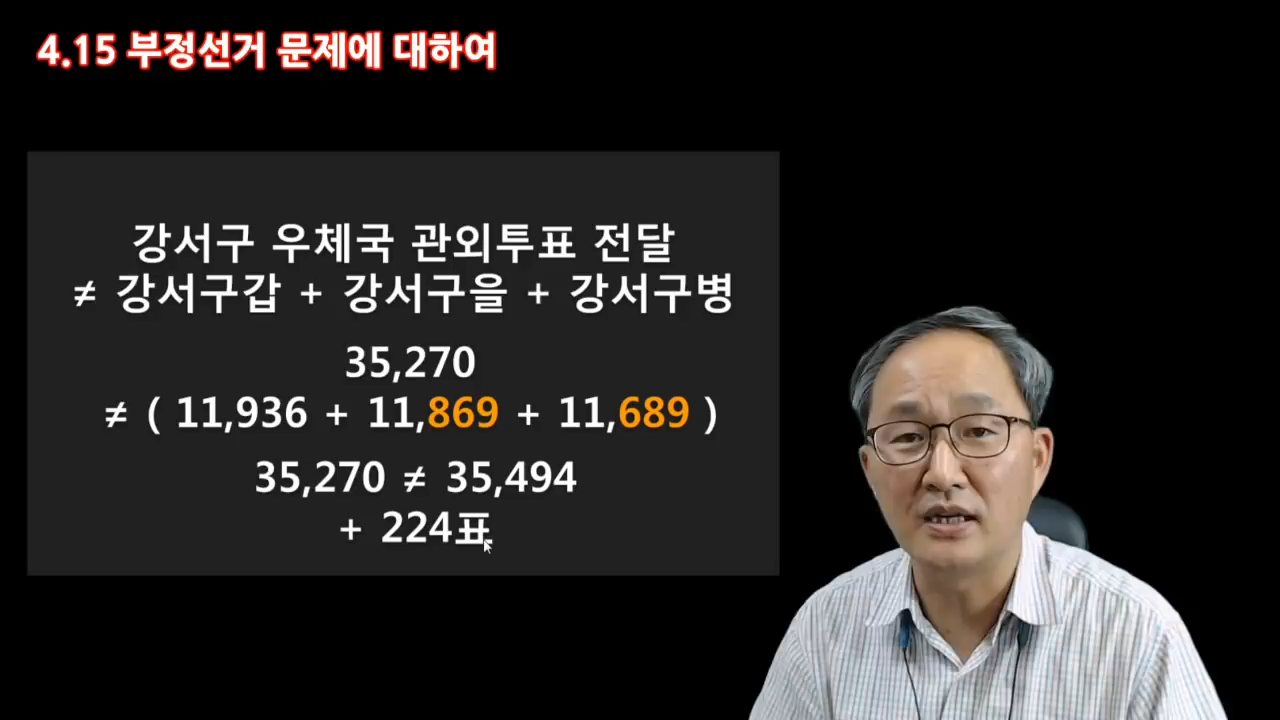 4.15 부정선거 문제에 대하여
강서구 우체국 관외투표 전달
≠ 강서구갑 + 강서구을 + 강서구병
35,270
≠ ( 11,936 + 11,869 + 11,689 )
35,270 ≠ 35,494
+ 224표